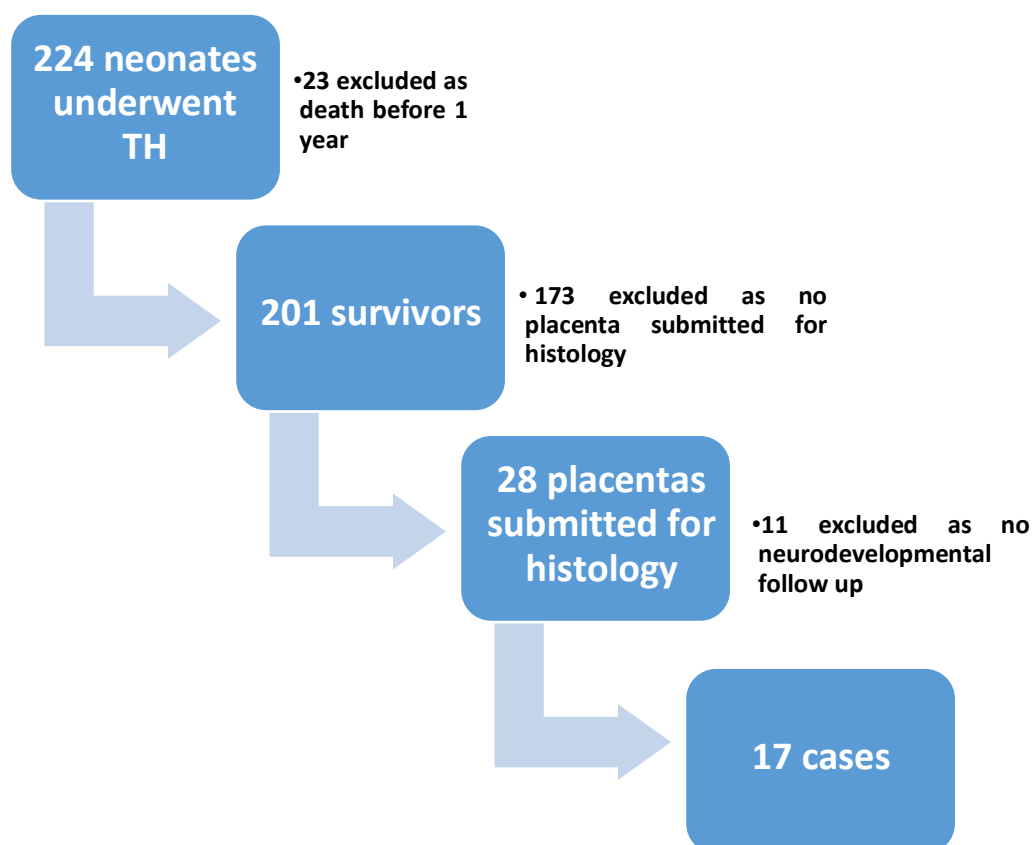 224 neonates
underwent
TH
•23 excluded as
death before 1
year
201 survivors
• 173 excluded as no
placenta submitted for
histology
28 placentas
submitted for
histology
•11 excluded as no
neurodevelopmental
follow up
17 cases